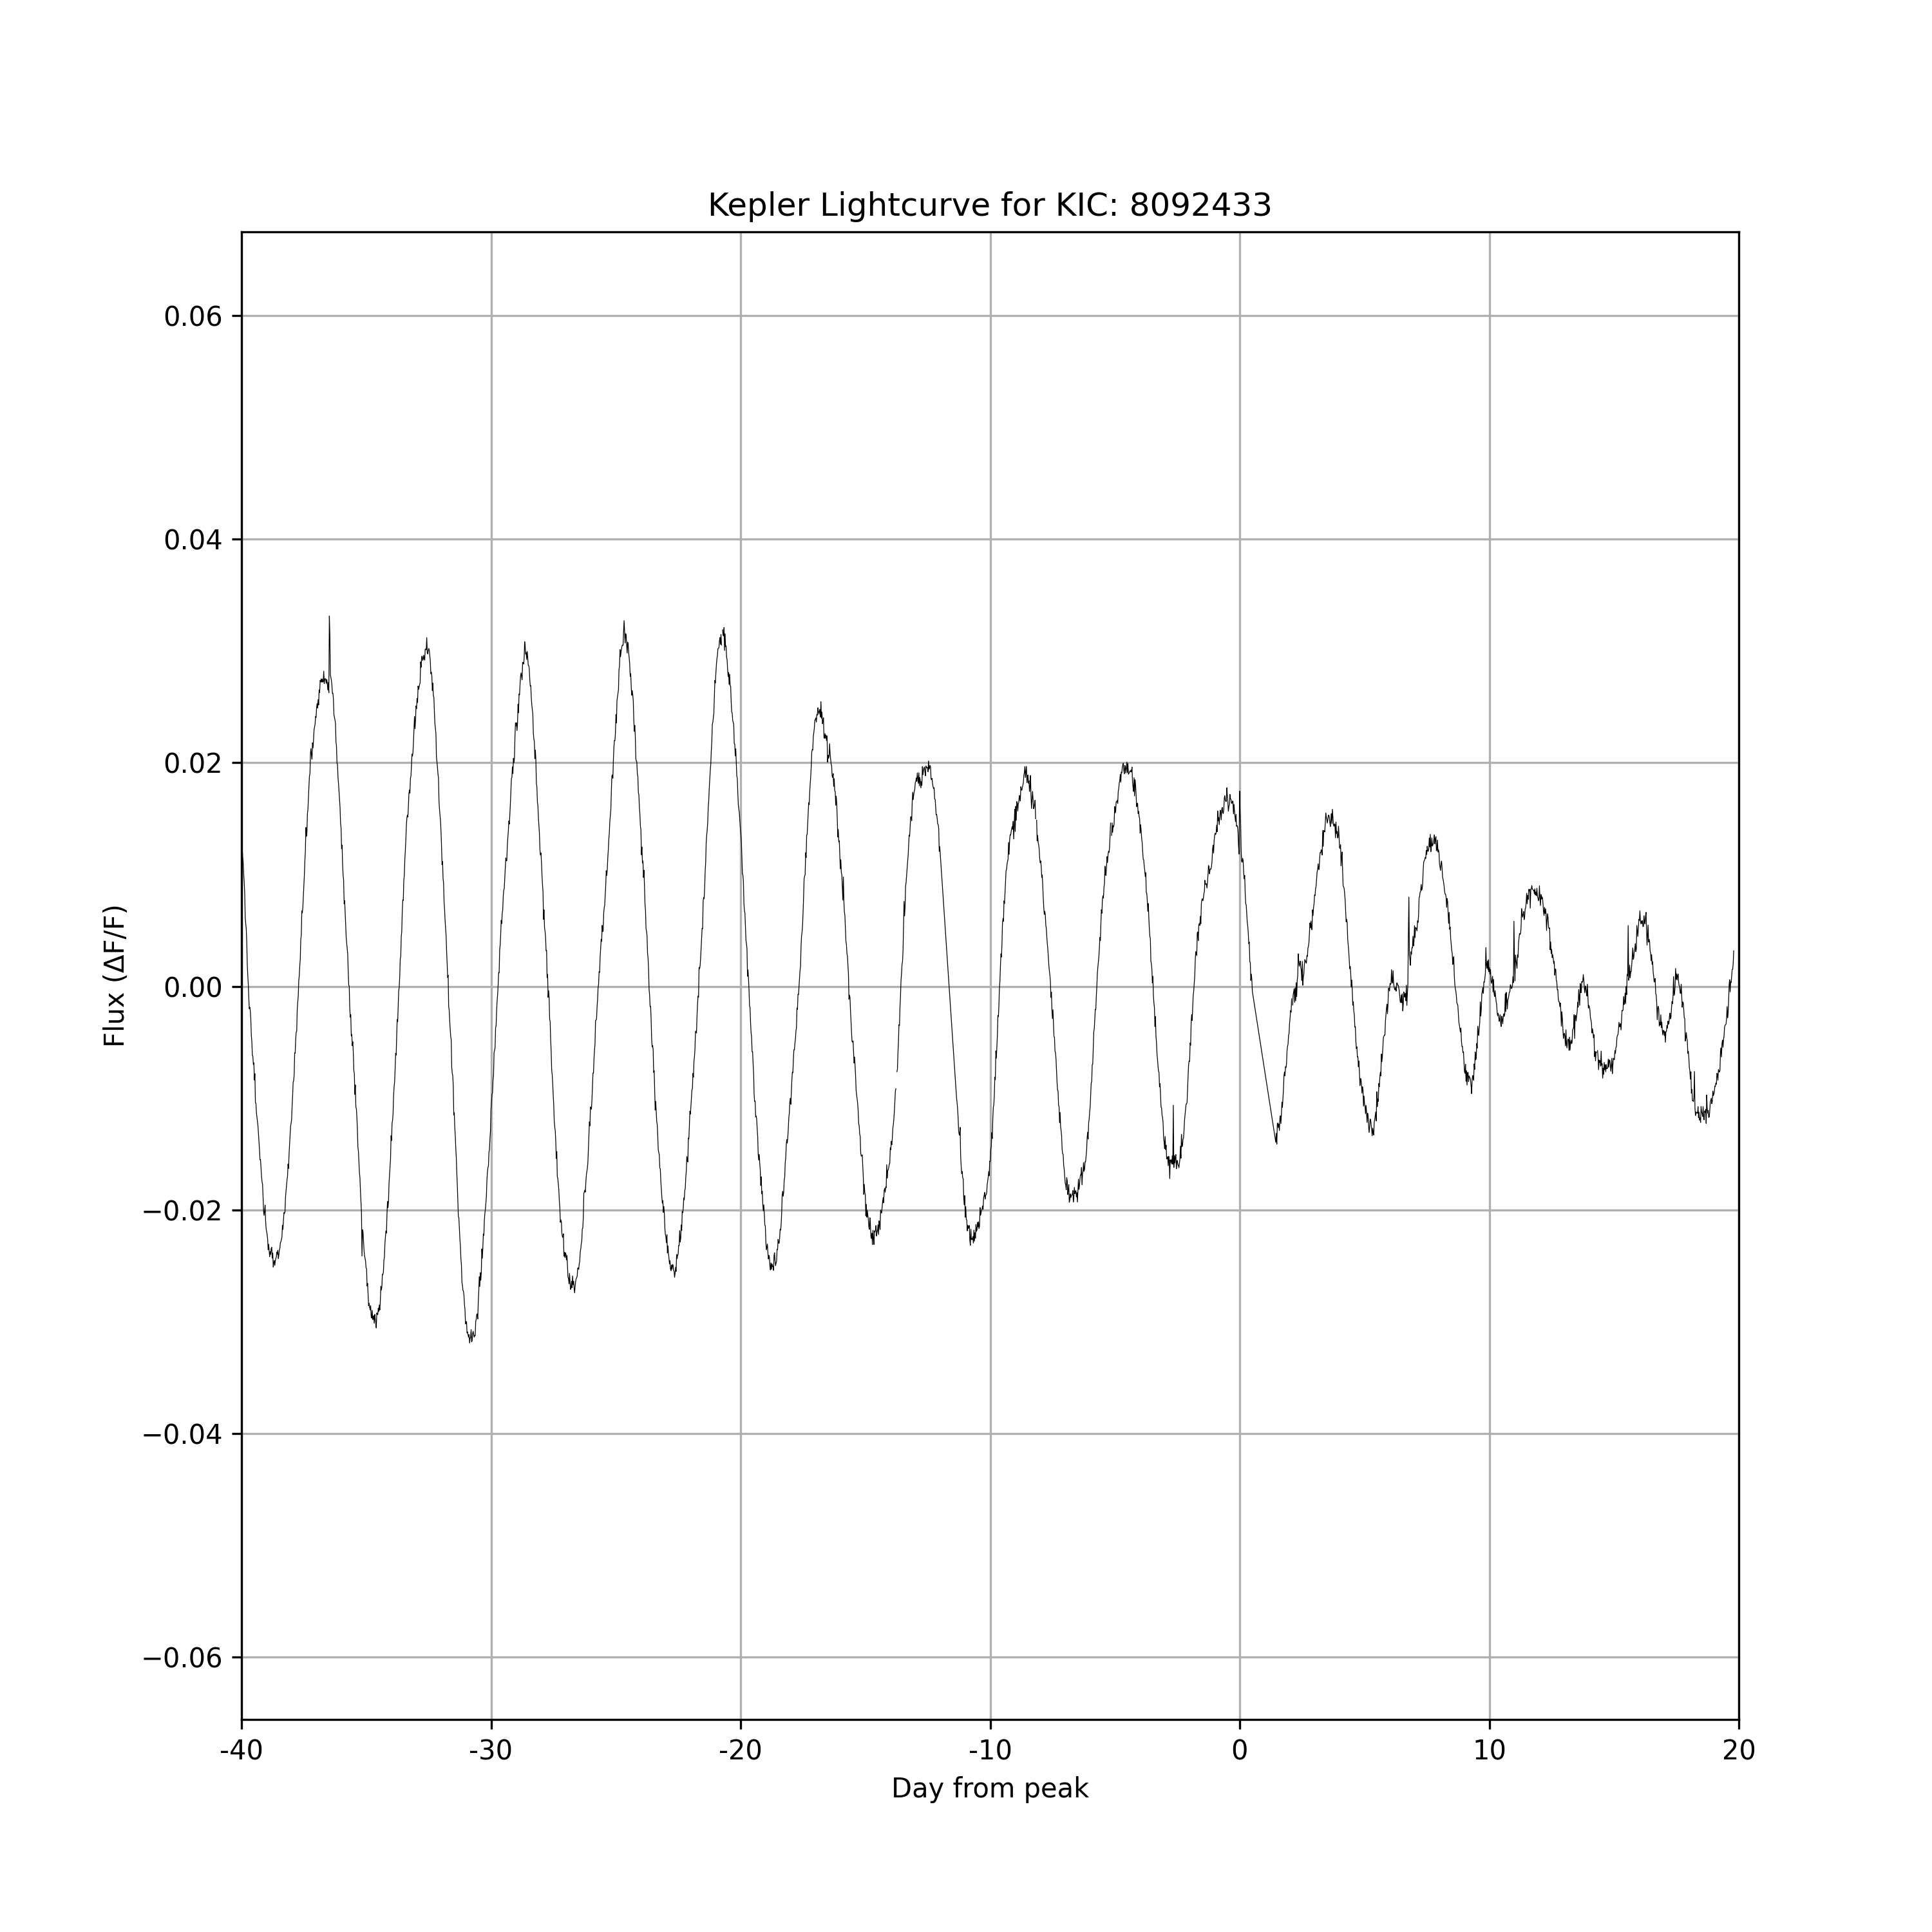 Kepler Lightcurve for KIC: 8092433
Flux (ΔF/F)
0.06
0.04
0.02
0.00
−0.02
−0.04
−0.06
-40 -30 -20 -10 0 10 20
Day from peak